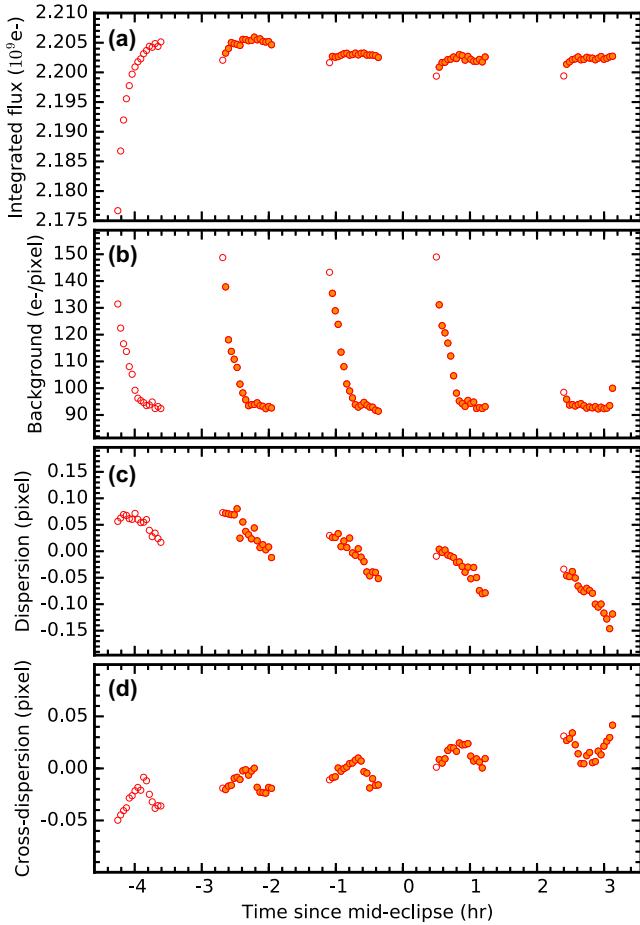 (a)
Integrated flux (10⁹e-)
2.210
2.205
2.200
2.195
2.190
2.185
2.180
2.175
(b)
Background (e-/pixel)
150
140
130
120
110
100
90
(c)
Dispersion (pixel)
0.15
0.10
0.05
0.00
-0.05
-0.10
-0.15
(d)
Cross-dispersion (pixel)
0.05
0.00
-0.05
-4 -3 -2 -1 0 1 2 3
Time since mid-eclipse (hr)